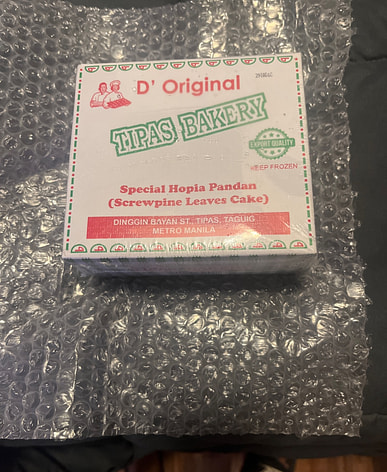 D' Original
TIPAS BAKERY
EXPORT QUALITY
KEEP FROZEN
Special Hopia Pandan
(Screwpine Leaves Cake)
DINGGIN BAYAN ST., TIPAS, TAGUIG
METRO MANILA